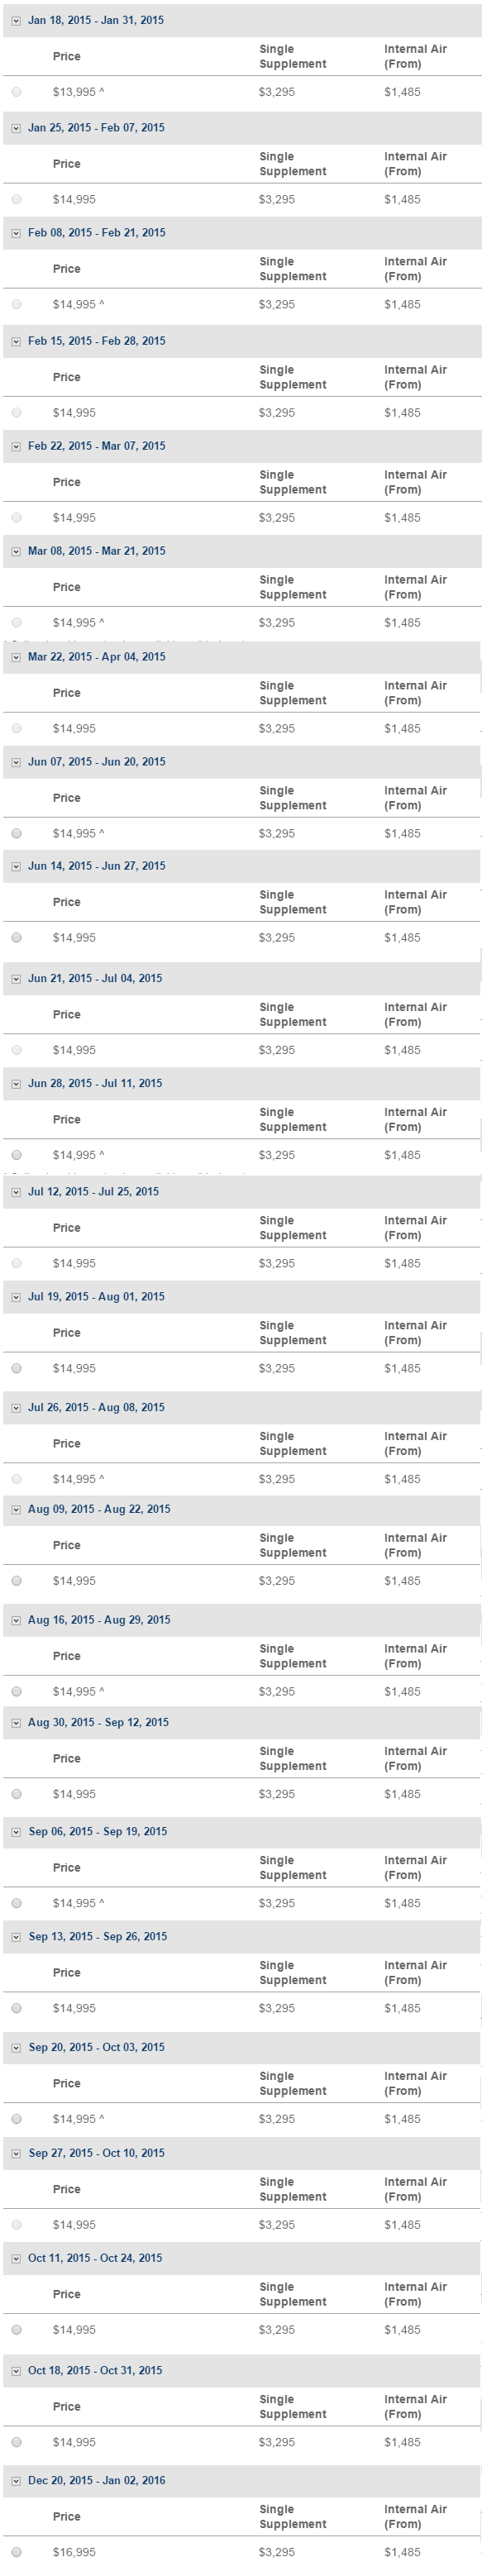 Jan 18, 2015 - Jan 31, 2015
Price Single Supplement Internal Air (From)
$13,995 ^ $3,295 $1,485
Jan 25, 2015 - Feb 07, 2015
Price Single Supplement Internal Air (From)
$14,995 $3,295 $1,485
Feb 08, 2015 - Feb 21, 2015
Price Single Supplement Internal Air (From)
$14,995 ^ $3,295 $1,485
Feb 15, 2015 - Feb 28, 2015
Price Single Supplement Internal Air (From)
$14,995 $3,295 $1,485
Feb 22, 2015 - Mar 07, 2015
Price Single Supplement Internal Air (From)
$14,995 $3,295 $1,485
Mar 08, 2015 - Mar 21, 2015
Price Single Supplement Internal Air (From)
$14,995 ^ $3,295 $1,485
Mar 22, 2015 - Apr 04, 2015
Price Single Supplement Internal Air (From)
$14,995 $3,295 $1,485
Jun 07, 2015 - Jun 20, 2015
Price Single Supplement Internal Air (From)
$14,995 ^ $3,295 $1,485
Jun 14, 2015 - Jun 27, 2015
Price Single Supplement Internal Air (From)
$14,995 $3,295 $1,485
Jun 21, 2015 - Jul 04, 2015
Price Single Supplement Internal Air (From)
$14,995 $3,295 $1,485
Jun 28, 2015 - Jul 11, 2015
Price Single Supplement Internal Air (From)
$14,995 ^ $3,295 $1,485
Jul 12, 2015 - Jul 25, 2015
Price Single Supplement Internal Air (From)
$14,995 $3,295 $1,485
Jul 19, 2015 - Aug 01, 2015
Price Single Supplement Internal Air (From)
$14,995 $3,295 $1,485
Jul 26, 2015 - Aug 08, 2015
Price Single Supplement Internal Air (From)
$14,995 ^ $3,295 $1,485
Aug 09, 2015 - Aug 22, 2015
Price Single Supplement Internal Air (From)
$14,995 $3,295 $1,485
Aug 16, 2015 - Aug 29, 2015
Price Single Supplement Internal Air (From)
$14,995 ^ $3,295 $1,485
Aug 30, 2015 - Sep 12, 2015
Price Single Supplement Internal Air (From)
$14,995 $3,295 $1,485
Sep 06, 2015 - Sep 19, 2015
Price Single Supplement Internal Air (From)
$14,995 ^ $3,295 $1,485
Sep 13, 2015 - Sep 26, 2015
Price Single Supplement Internal Air (From)
$14,995 $3,295 $1,485
Sep 20, 2015 - Oct 03, 2015
Price Single Supplement Internal Air (From)
$14,995 ^ $3,295 $1,485
Sep 27, 2015 - Oct 10, 2015
Price Single Supplement Internal Air (From)
$14,995 $3,295 $1,485
Oct 11, 2015 - Oct 24, 2015
Price Single Supplement Internal Air (From)
$14,995 $3,295 $1,485
Oct 18, 2015 - Oct 31, 2015
Price Single Supplement Internal Air (From)
$14,995 $3,295 $1,485
Dec 20, 2015 - Jan 02, 2016
Price Single Supplement Internal Air (From)
$16,995 $3,295 $1,485